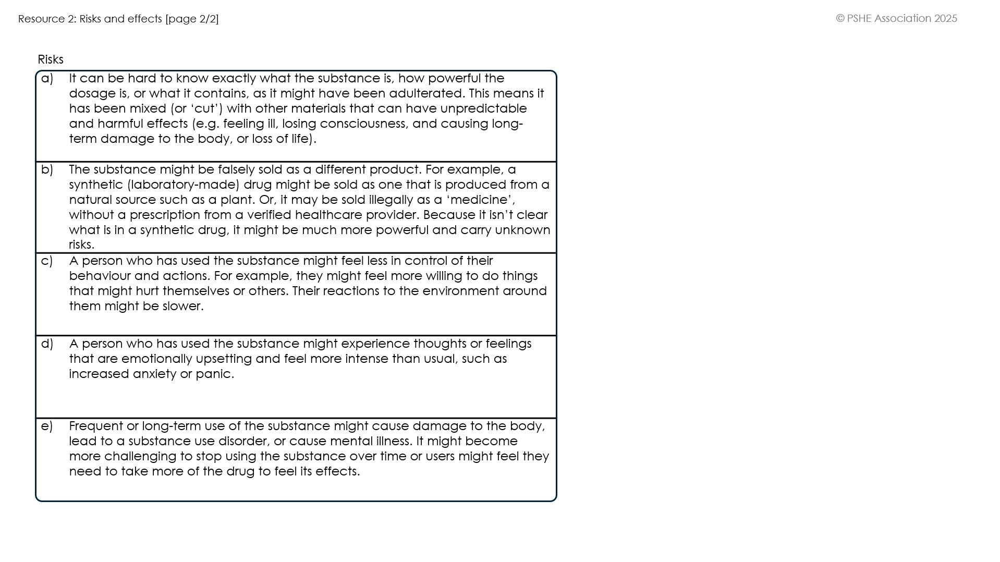 Resource 2: Risks and effects [page 2/2]
© PSHE Association 2025
Risks
a) It can be hard to know exactly what the substance is, how powerful the
dosage is, or what it contains, as it might have been adulterated. This means it
has been mixed (or ‘cut’) with other materials that can have unpredictable
and harmful effects (e.g. feeling ill, losing consciousness, and causing long-
term damage to the body, or loss of life).
b) The substance might be falsely sold as a different product. For example, a
synthetic (laboratory-made) drug might be sold as one that is produced from a
natural source such as a plant. Or, it may be sold illegally as a ‘medicine’,
without a prescription from a verified healthcare provider. Because it isn’t clear
what is in a synthetic drug, it might be much more powerful and carry unknown
risks.
c) A person who has used the substance might feel less in control of their
behaviour and actions. For example, they might feel more willing to do things
that might hurt themselves or others. Their reactions to the environment around
them might be slower.
d) A person who has used the substance might experience thoughts or feelings
that are emotionally upsetting and feel more intense than usual, such as
increased anxiety or panic.
e) Frequent or long-term use of the substance might cause damage to the body,
lead to a substance use disorder, or cause mental illness. It might become
more challenging to stop using the substance over time or users might feel they
need to take more of the drug to feel its effects.